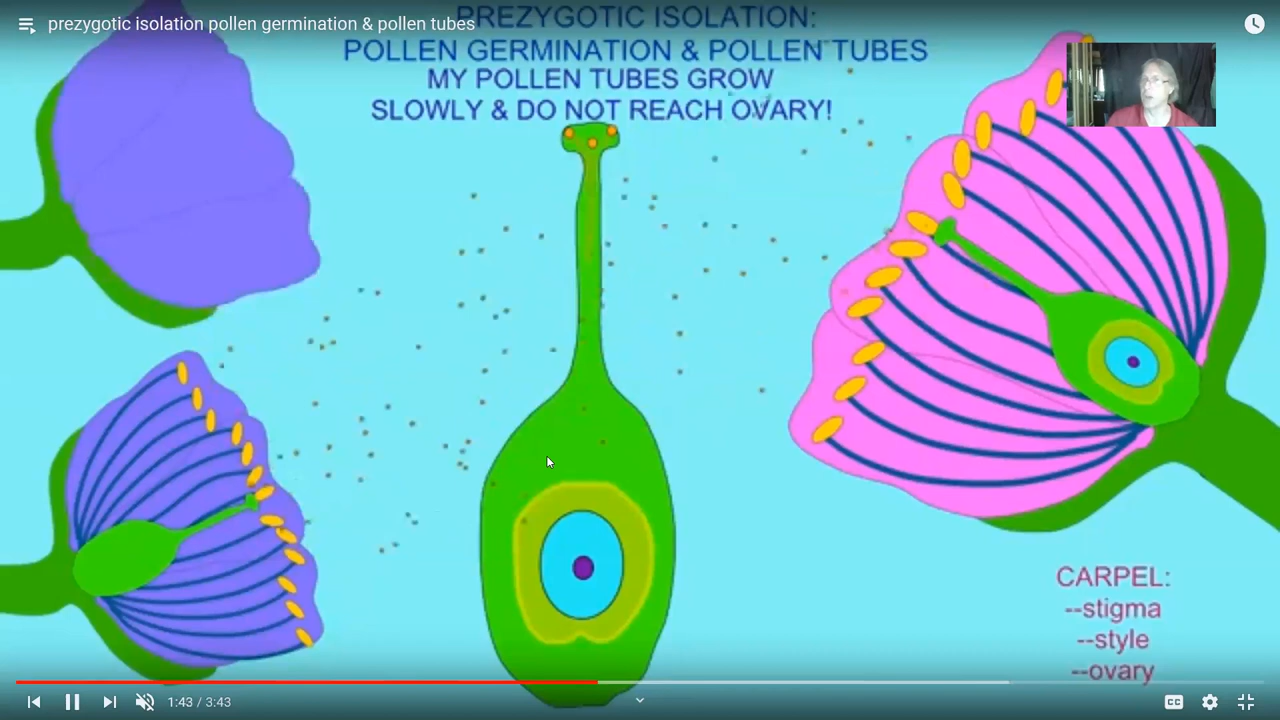 prezygotic isolation pollen germination & pollen tubes
PREZYGOTIC ISOLATION:
POLLEN GERMINATION & POLLEN TUBES
MY POLLEN TUBES GROW
SLOWLY & DO NOT REACH OVARY!
CARPEL:
--stigma
--style
--ovary
1:43 / 3:43
CC